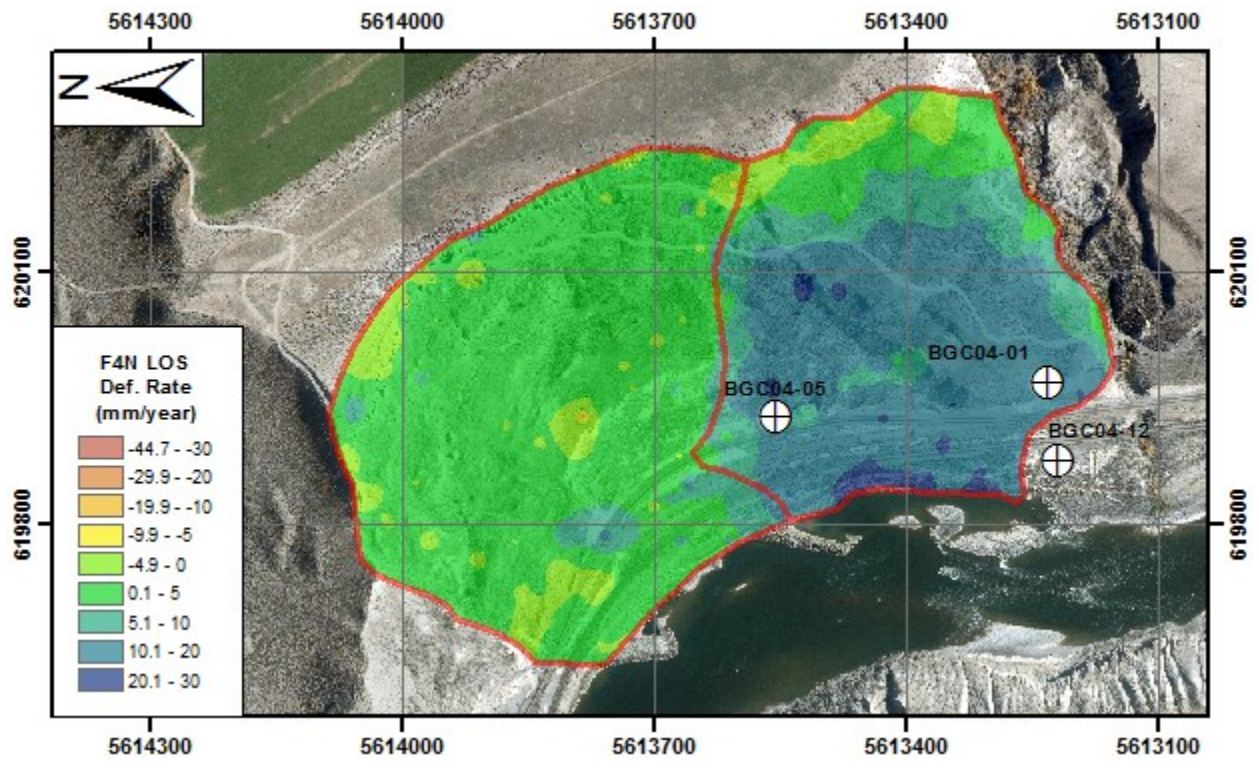 5614300 5614000 5613700 5613400 5613100
N
620100
620100
F4N LOS
Def. Rate
(mm/year)
-44.7 - -30
-29.9 - -20
-19.9 - -10
-9.9 - -5
-4.9 - 0
0.1 - 5
5.1 - 10
10.1 - 20
20.1 - 30
BGC04-01
BGC04-05
BGC04-12
619800
619800
5614300 5614000 5613700 5613400 5613100